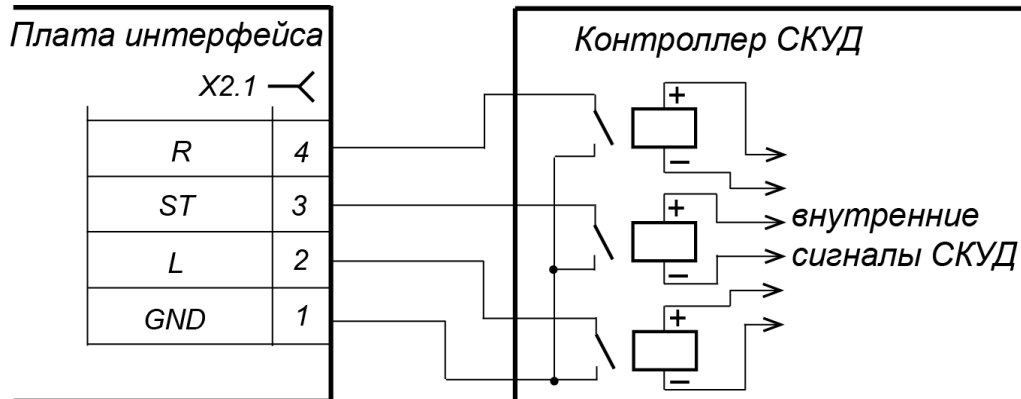 Плата интерфейса
X2.1
R 4
ST 3
L 2
GND 1
Контроллер СКУД
+
–
+
–
+
–
внутренние
сигналы СКУД